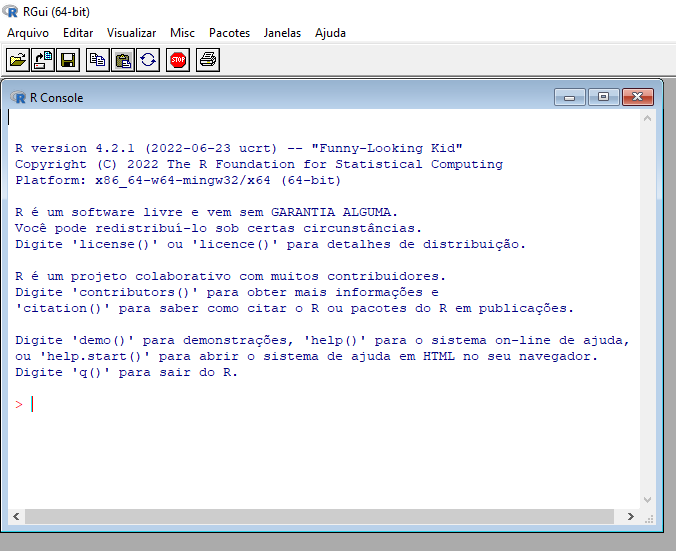 RGui (64-bit)
Arquivo Editar Visualizar Misc Pacotes Janelas Ajuda
STOP
R Console
R version 4.2.1 (2022-06-23 ucrt) -- "Funny-Looking Kid"
Copyright (C) 2022 The R Foundation for Statistical Computing
Platform: x86_64-w64-mingw32/x64 (64-bit)
R é um software livre e vem sem GARANTIA ALGUMA.
Você pode redistribuí-lo sob certas circunstâncias.
Digite 'license()' ou 'licence()' para detalhes de distribuição.
R é um projeto colaborativo com muitos contribuidores.
Digite 'contributors()' para obter mais informações e
'citation()' para saber como citar o R ou pacotes do R em publicações.
Digite 'demo()' para demonstrações, 'help()' para o sistema on-line de ajuda,
ou 'help.start()' para abrir o sistema de ajuda em HTML no seu navegador.
Digite 'q()' para sair do R.
>